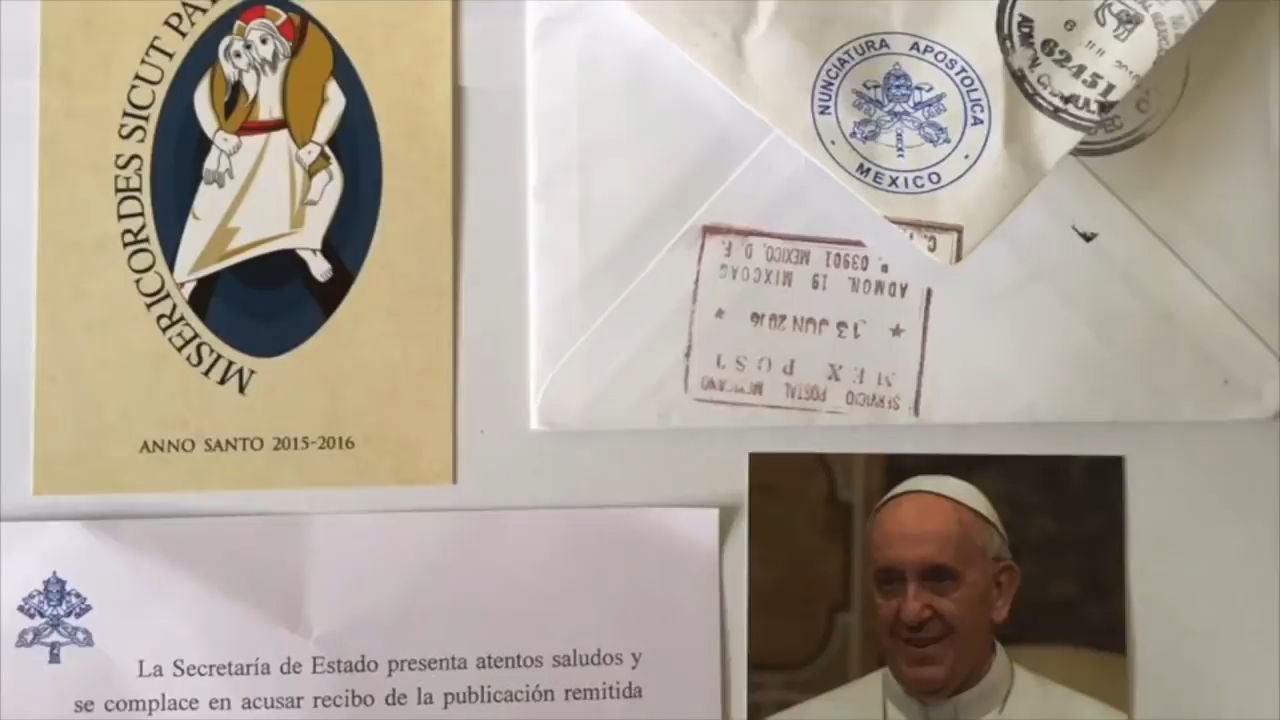 MISERICORDES SICUT PA
ANNO SANTO 2015-2016
NUNCIATURA APOSTOLICA
MEXICO
62451
SERVICIO POSTAL MEXICANO
MEX POST
★ 13 JUN 2016 ★
ADMON. 19 MIXCOAC
P. 03901 MEXICO, D. F.
La Secretaría de Estado presenta atentos saludos y
se complace en acusar recibo de la publicación remitida